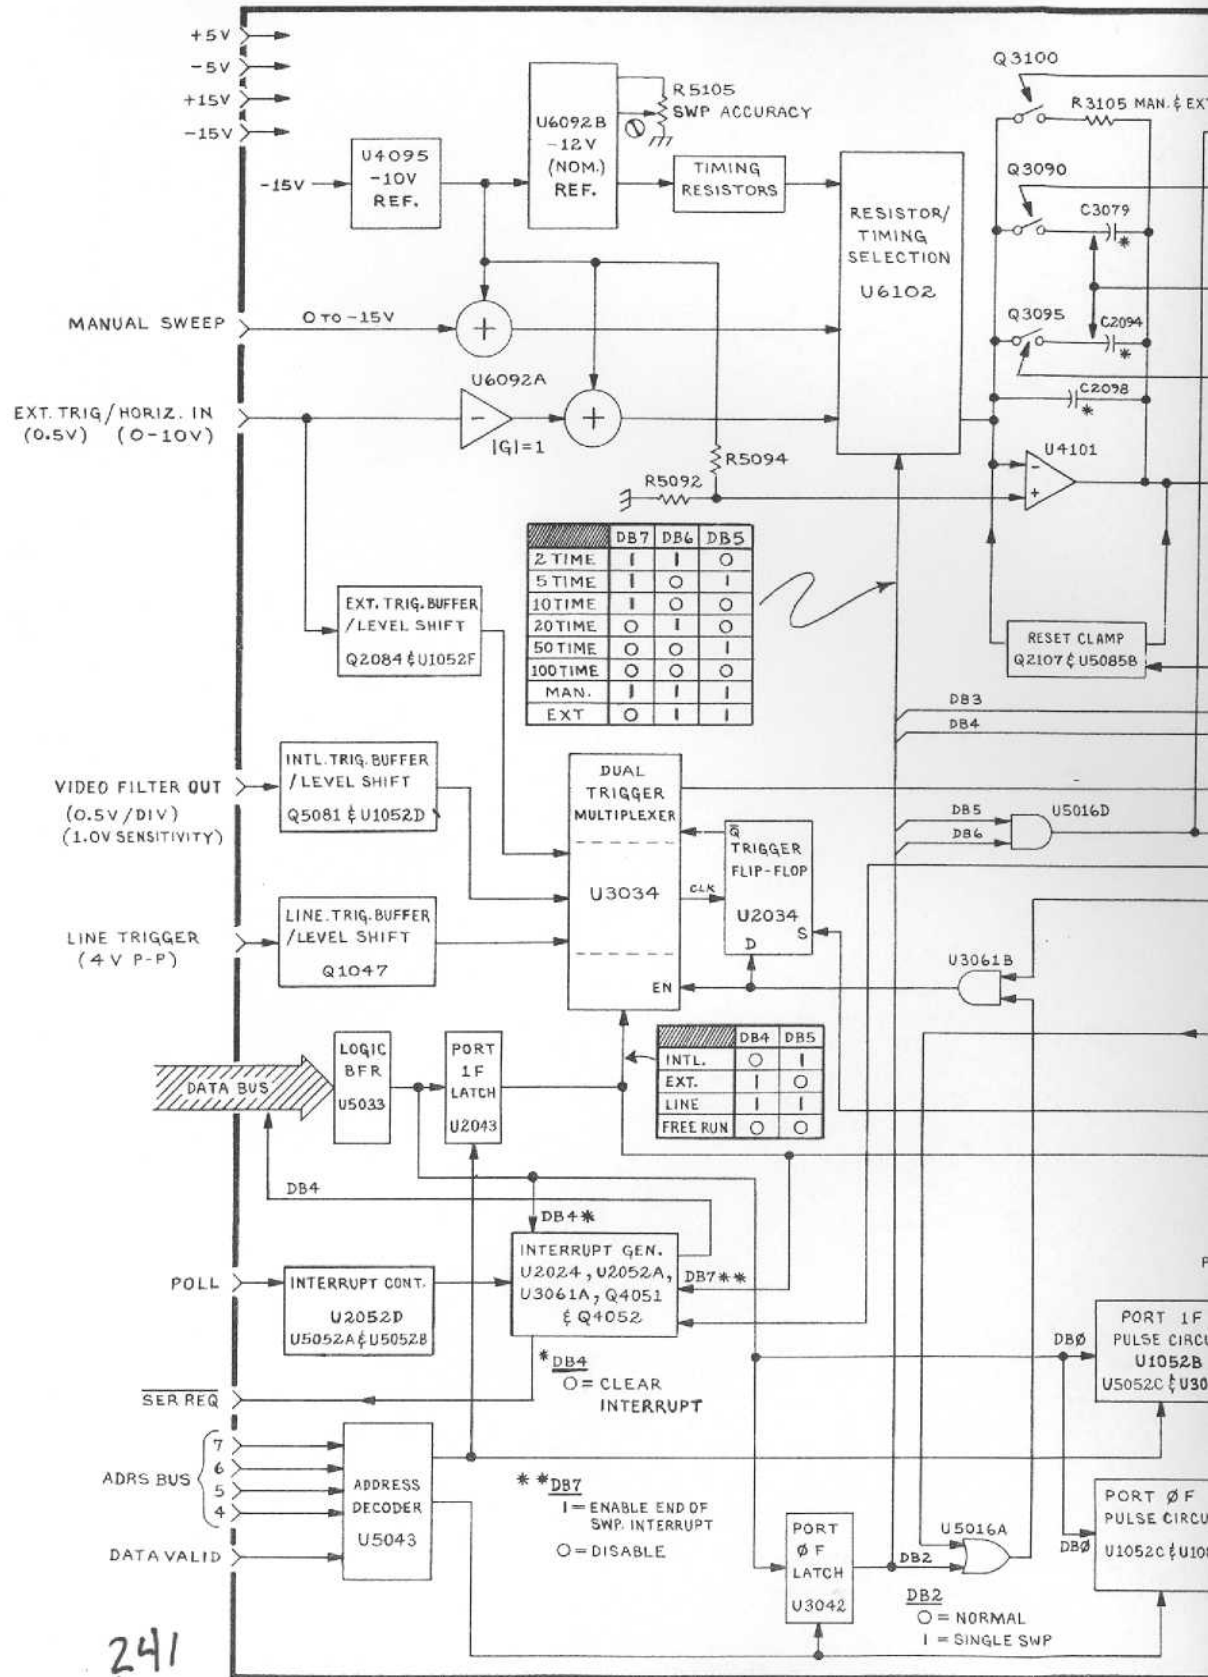 +5V
-5V
+15V
-15V
-15V
U4095
-10V
REF.
U6092B
-12V
(NOM.)
REF.
R5105
SWP ACCURACY
TIMING
RESISTORS
RESISTOR/
TIMING
SELECTION
U6102
Q3100
R3105 MAN. & EXT
Q3090
C3079
*
Q3095
C2094
*
C2098
*
U4101
-
+
MANUAL SWEEP
0 TO -15V
+
U6092A
-
|G|=1
+
EXT. TRIG/HORIZ. IN
(0.5V) (0-10V)
R5094
R5092
DB7 DB6 DB5
2 TIME 1 1 0
5 TIME 1 0 1
10 TIME 1 0 0
20 TIME 0 1 0
50 TIME 0 0 1
100 TIME 0 0 0
MAN. 1 1 1
EXT 0 1 1
EXT. TRIG. BUFFER
/LEVEL SHIFT
Q2084 & U1052F
RESET CLAMP
Q2107 & U5085B
DB3
DB4
VIDEO FILTER OUT
(0.5V/DIV)
(1.0V SENSITIVITY)
INTL. TRIG. BUFFER
/LEVEL SHIFT
Q5081 & U1052D
DUAL
TRIGGER
MULTIPLEXER
U3034
EN
CLK
Q̅
TRIGGER
FLIP-FLOP
U2034
S
D
DB5
DB6
U5016D
LINE TRIGGER
(4V P-P)
LINE. TRIG. BUFFER
/LEVEL SHIFT
Q1047
U3061B
DATA BUS
LOGIC
BFR
U5033
PORT
1F
LATCH
U2043
DB4 DB5
INTL. 0 1
EXT. 1 0
LINE 1 1
FREE RUN 0 0
DB4
DB4*
INTERRUPT GEN.
U2024, U2052A,
U3061A, Q4051
& Q4052
DB7**
POLL
INTERRUPT CONT.
U2052D
U5052A & U5052B
*DB4
0 = CLEAR
INTERRUPT
S̅E̅R̅ R̅E̅Q̅
ADRS BUS
7
6
5
4
DATA VALID
ADDRESS
DECODER
U5043
**DB7
1 = ENABLE END OF
SWP. INTERRUPT
0 = DISABLE
PORT
ØF
LATCH
U3042
DB2
U5016A
DB2
0 = NORMAL
1 = SINGLE SWP
P
DBØ
PORT 1F
PULSE CIRCU
U1052B
U5052C & U30
DBØ
PORT ØF
PULSE CIRCU
U1052C & U10
241